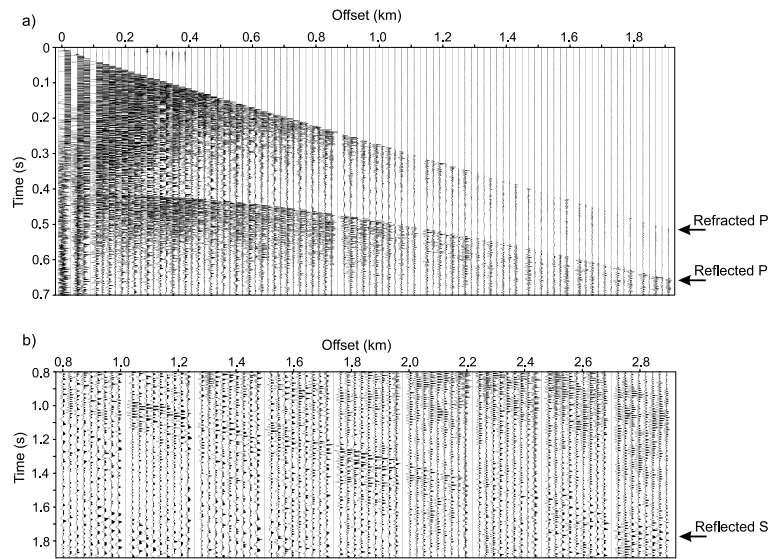 Offset (km)
a)
0 0.2 0.4 0.6 0.8 1.0 1.2 1.4 1.6 1.8
0
0.1
0.2
0.3
0.4
0.5
0.6
0.7
Time (s)
Refracted P
Reflected P
b)
Offset (km)
0.8 1.0 1.2 1.4 1.6 1.8 2.0 2.2 2.4 2.6 2.8
0.8
1.0
1.2
1.4
1.6
1.8
Time (s)
Reflected S